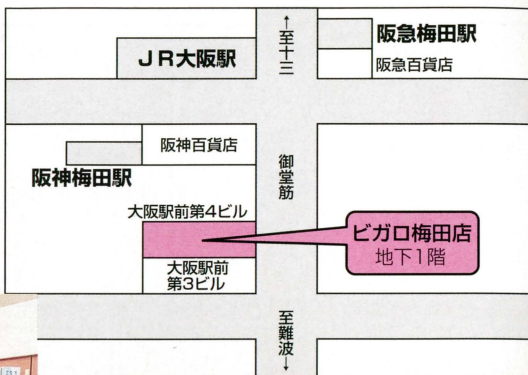 ↑至十三
阪急梅田駅
JR大阪駅
阪急百貨店
阪神百貨店
御堂筋
阪神梅田駅
大阪駅前第4ビル
ビガロ梅田店
地下1階
大阪駅前
第3ビル
至難波↓